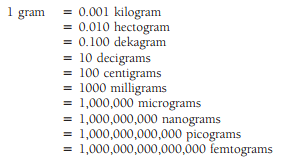 1 gram = 0.001 kilogram
= 0.010 hectogram
= 0.100 dekagram
= 10 decigrams
= 100 centigrams
= 1000 milligrams
= 1,000,000 micrograms
= 1,000,000,000 nanograms
= 1,000,000,000,000 picograms
= 1,000,000,000,000,000 femtograms